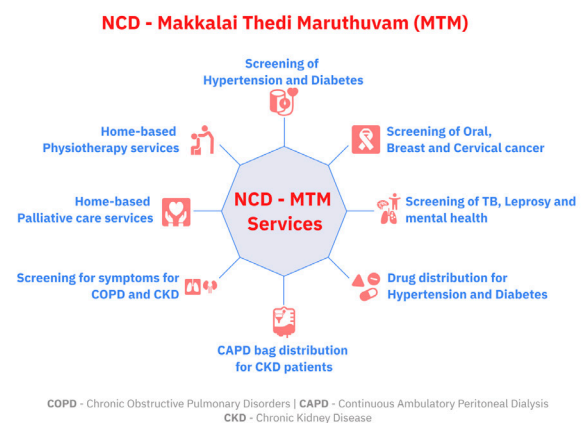 NCD - Makkalai Thedi Maruthuvam (MTM)
Screening of
Hypertension and Diabetes
Home-based
Physiotherapy services
Screening of Oral,
Breast and Cervical cancer
NCD - MTM
Services
Home-based
Palliative care services
Screening of TB, Leprosy and
mental health
Screening for symptoms for
COPD and CKD
Drug distribution for
Hypertension and Diabetes
CAPD bag distribution
for CKD patients
COPD - Chronic Obstructive Pulmonary Disorders | CAPD - Continuous Ambulatory Peritoneal Dialysis
CKD - Chronic Kidney Disease